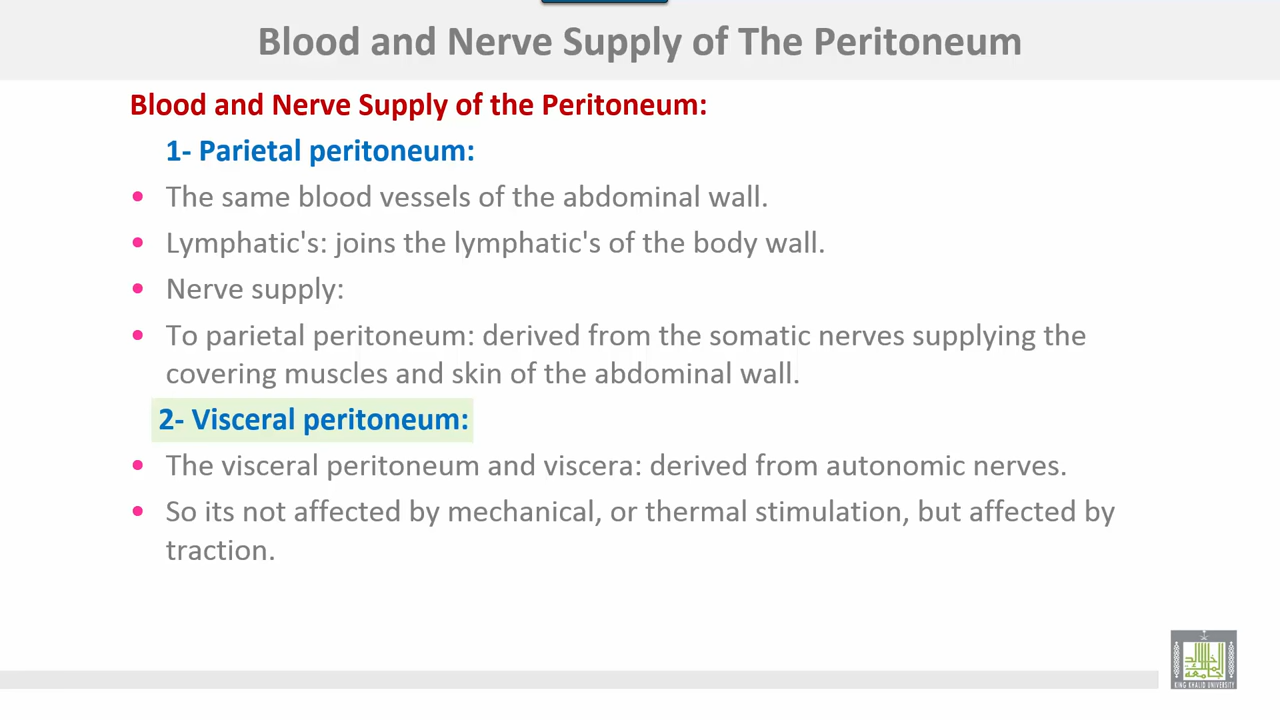 Blood and Nerve Supply of The Peritoneum
Blood and Nerve Supply of the Peritoneum:
1- Parietal peritoneum:
• The same blood vessels of the abdominal wall.
• Lymphatic's: joins the lymphatic's of the body wall.
• Nerve supply:
• To parietal peritoneum: derived from the somatic nerves supplying the
covering muscles and skin of the abdominal wall.
2- Visceral peritoneum:
• The visceral peritoneum and viscera: derived from autonomic nerves.
• So its not affected by mechanical, or thermal stimulation, but affected by
traction.
KING KHALID UNIVERSITY